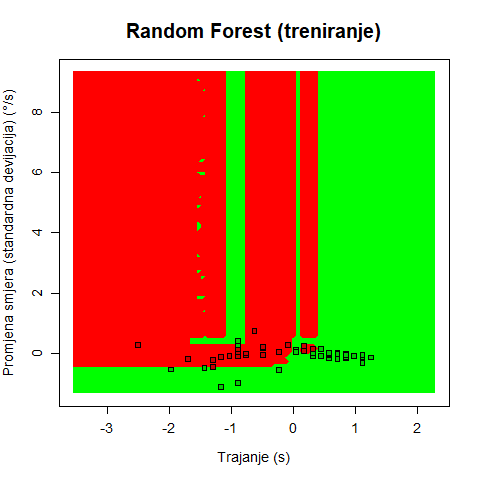 Random Forest (treniranje)
Promjena smjera (standardna devijacija) (°/s)
8
6
4
2
0
-3 -2 -1 0 1 2
Trajanje (s)